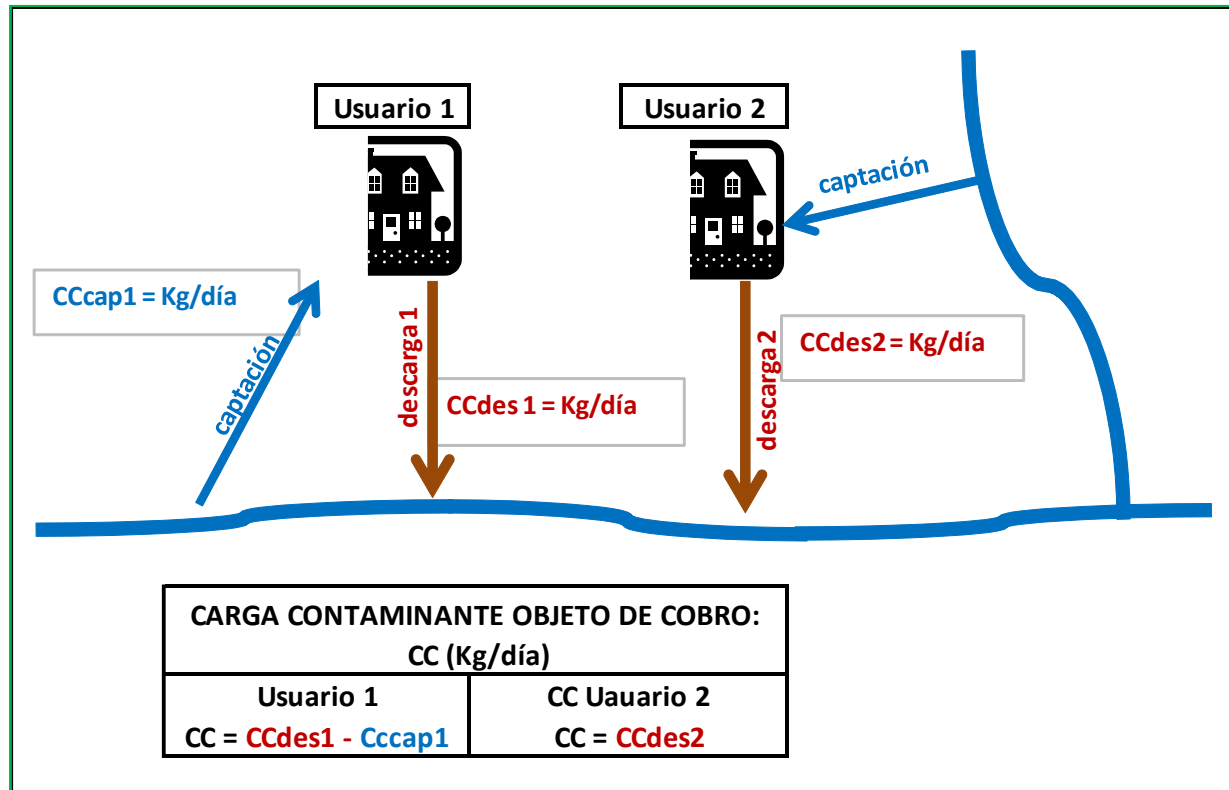 Usuario 1
Usuario 2
captación
CCcap1 = Kg/día
captación
descarga 1
CCdes 1 = Kg/día
descarga 2
CCdes2 = Kg/día
CARGA CONTAMINANTE OBJETO DE COBRO:
CC (Kg/día)
Usuario 1
CC = CCdes1 - Cccap1
CC Uauario 2
CC = CCdes2